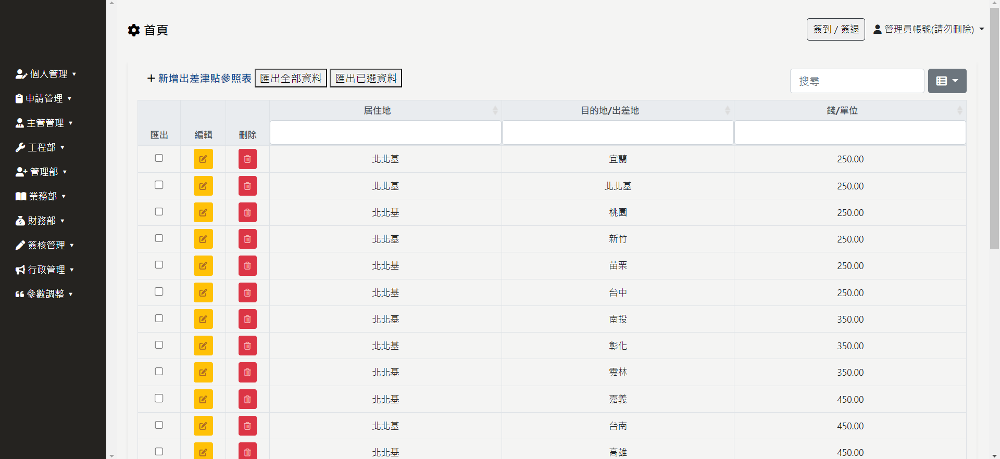 首頁
簽到 / 簽退
管理員帳號(請勿刪除)
個人管理
申請管理
主管管理
工程部
管理部
業務部
財務部
簽核管理
行政管理
參數調整
新增出差津貼參照表
匯出全部資料
匯出已選資料
搜尋
匯出 編輯 刪除 居住地 目的地/出差地 錢/單位
北北基 宜蘭 250.00
北北基 北北基 250.00
北北基 桃園 250.00
北北基 新竹 250.00
北北基 苗栗 250.00
北北基 台中 250.00
北北基 南投 350.00
北北基 彰化 350.00
北北基 雲林 350.00
北北基 嘉義 450.00
北北基 台南 450.00
北北基 高雄 450.00